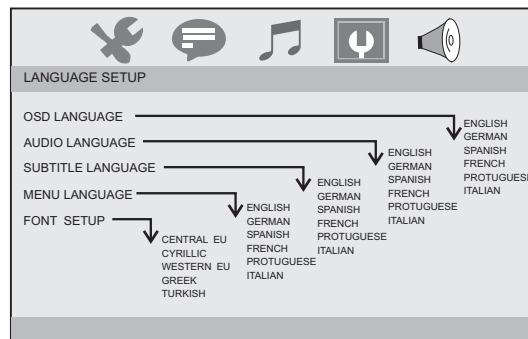 LANGUAGE SETUP
OSD LANGUAGE
AUDIO LANGUAGE
SUBTITLE LANGUAGE
MENU LANGUAGE
FONT SETUP
ENGLISH
GERMAN
SPANISH
FRENCH
PROTUGUESE
ITALIAN
ENGLISH
GERMAN
SPANISH
FRENCH
PROTUGUESE
ITALIAN
ENGLISH
GERMAN
SPANISH
FRENCH
PROTUGUESE
ITALIAN
ENGLISH
GERMAN
SPANISH
FRENCH
PROTUGUESE
ITALIAN
CENTRAL EU
CYRILLIC
WESTERN EU
GREEK
TURKISH